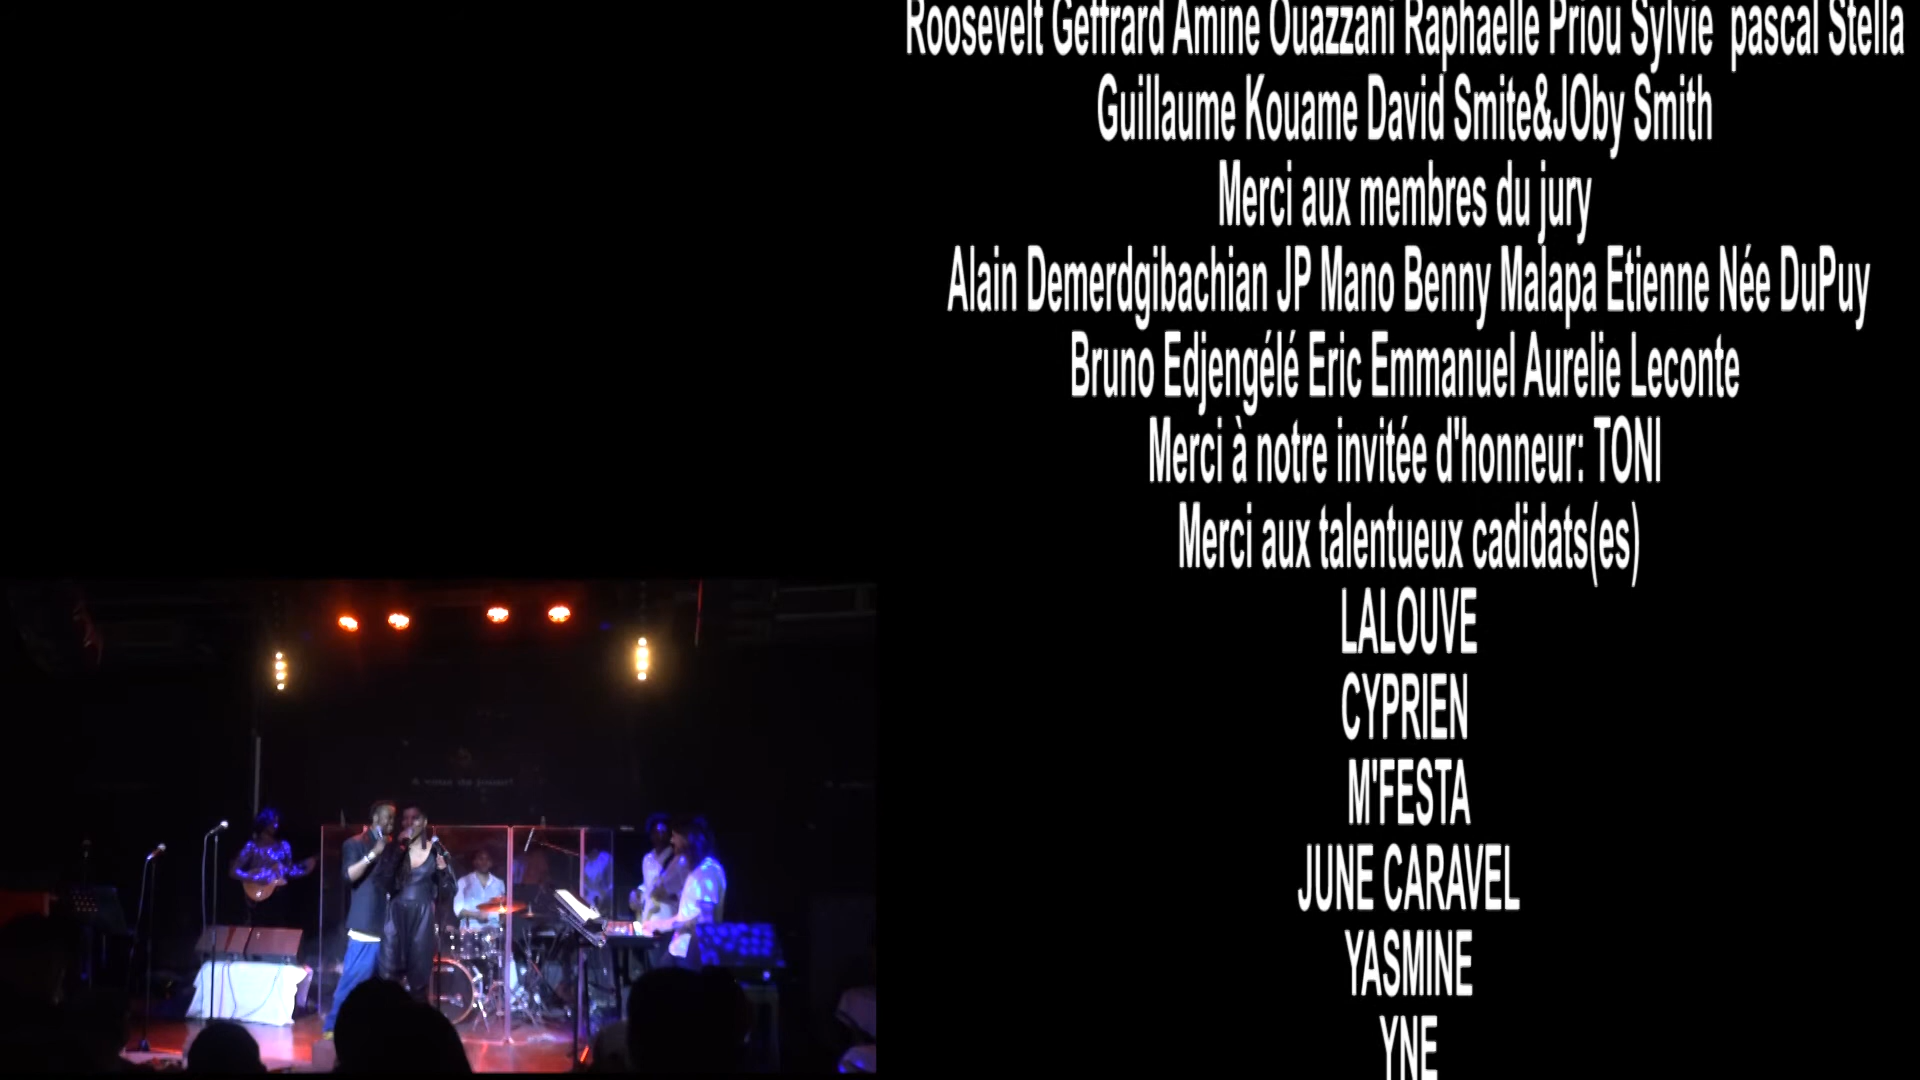 Roosevelt Geffrard Amine Ouazzani Raphaelle Priou Sylvie pascal Stella
Guillaume Kouame David Smite&JOby Smith
Merci aux membres du jury
Alain Demerdgibachian JP Mano Benny Malapa Etienne Née DuPuy
Bruno Edjengélé Eric Emmanuel Aurelie Leconte
Merci à notre invitée d'honneur: TONI
Merci aux talentueux cadidats(es)
LALOUVE
CYPRIEN
M'FESTA
JUNE CARAVEL
YASMINE
YNE